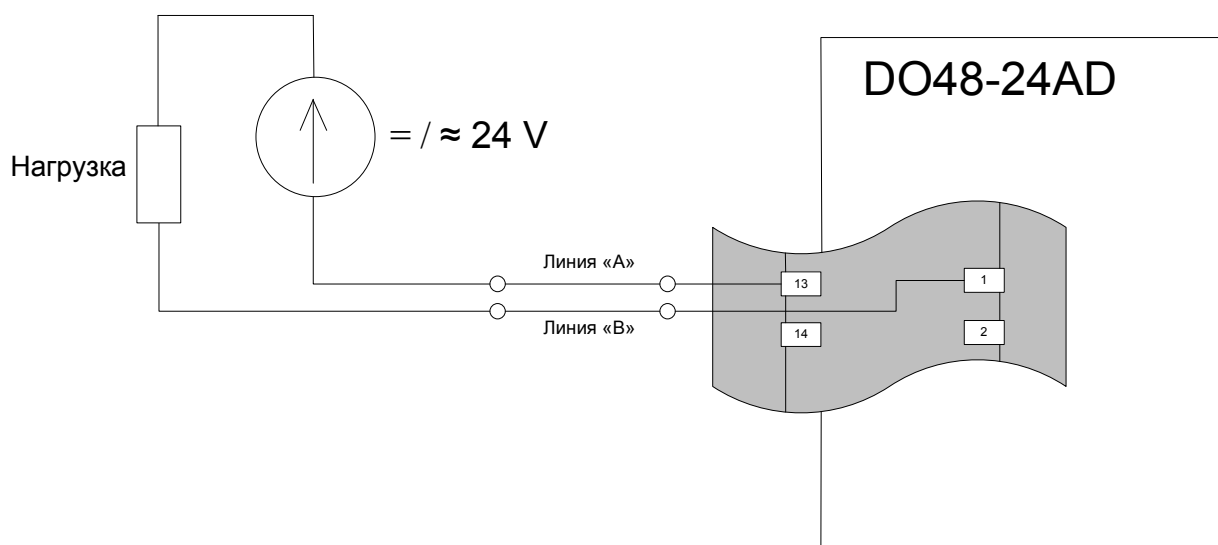 DO48-24AD
= / ≈ 24 V
Нагрузка
Линия «А»
13
1
Линия «В»
14
2